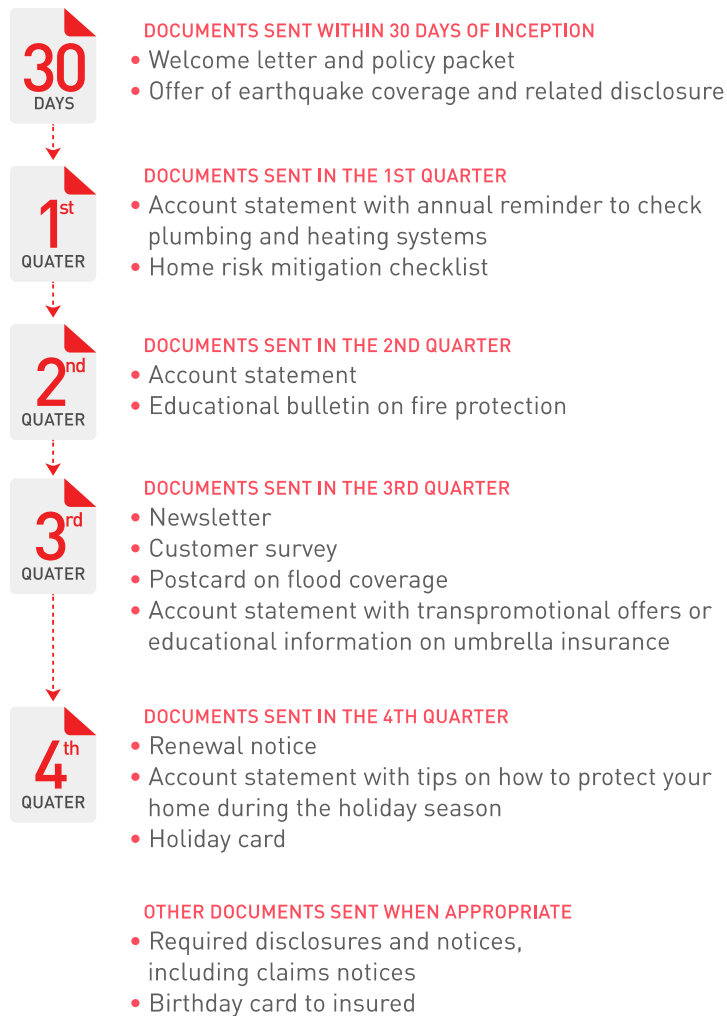 30
DAYS
DOCUMENTS SENT WITHIN 30 DAYS OF INCEPTION
• Welcome letter and policy packet
• Offer of earthquake coverage and related disclosure
1st
QUATER
DOCUMENTS SENT IN THE 1ST QUARTER
• Account statement with annual reminder to check
plumbing and heating systems
• Home risk mitigation checklist
2nd
QUATER
DOCUMENTS SENT IN THE 2ND QUARTER
• Account statement
• Educational bulletin on fire protection
3rd
QUATER
DOCUMENTS SENT IN THE 3RD QUARTER
• Newsletter
• Customer survey
• Postcard on flood coverage
• Account statement with transpromotional offers or
educational information on umbrella insurance
4th
QUATER
DOCUMENTS SENT IN THE 4TH QUARTER
• Renewal notice
• Account statement with tips on how to protect your
home during the holiday season
• Holiday card
OTHER DOCUMENTS SENT WHEN APPROPRIATE
• Required disclosures and notices,
including claims notices
• Birthday card to insured